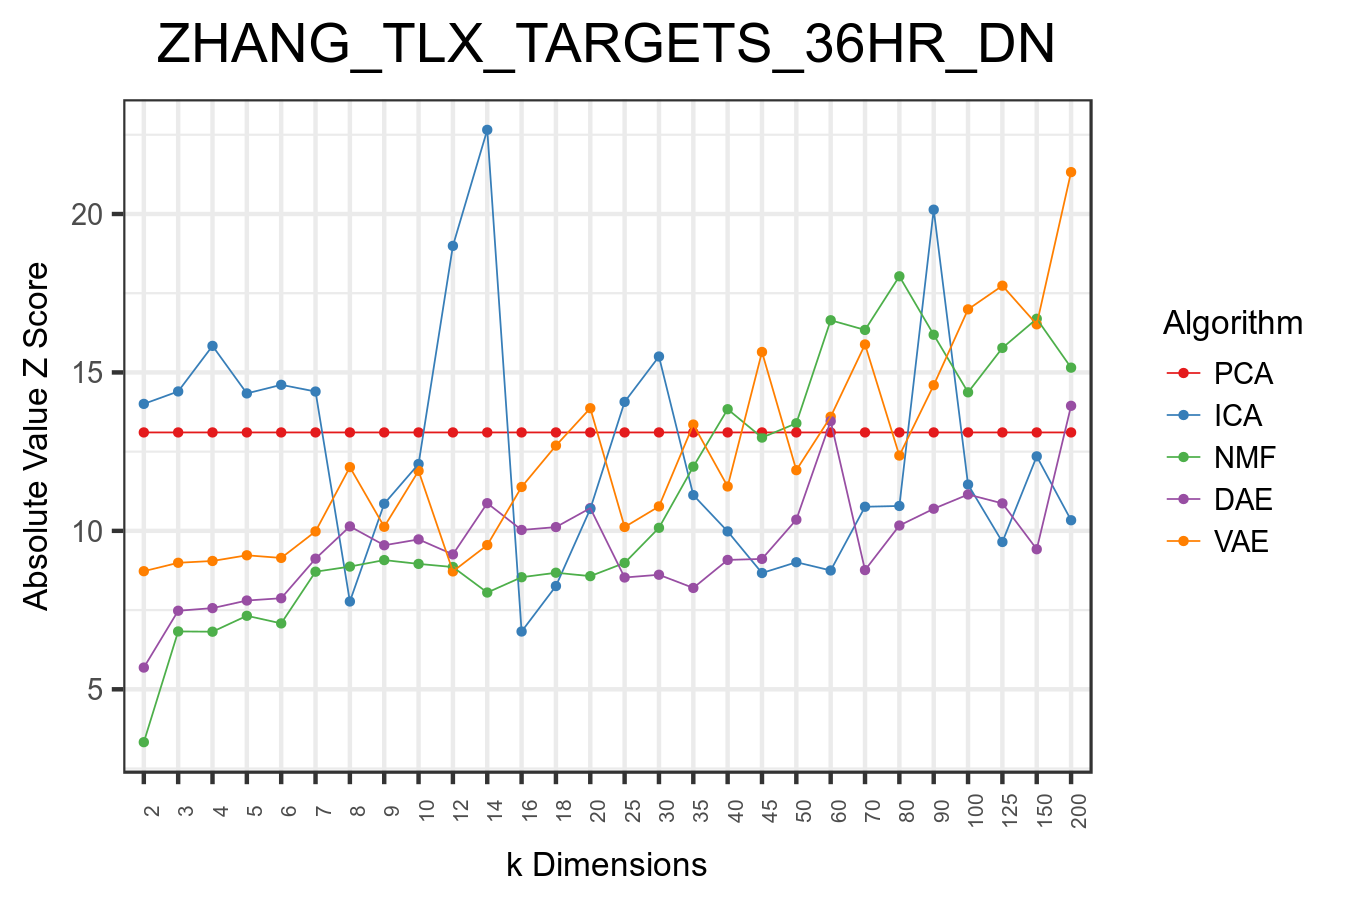 ZHANG_TLX_TARGETS_36HR_DN
Absolute Value Z Score
20
15
10
5
2 3 4 5 6 7 8 9 10 12 14 16 18 20 25 30 35 40 45 50 60 70 80 90 100 125 150 200
k Dimensions
Algorithm
PCA
ICA
NMF
DAE
VAE